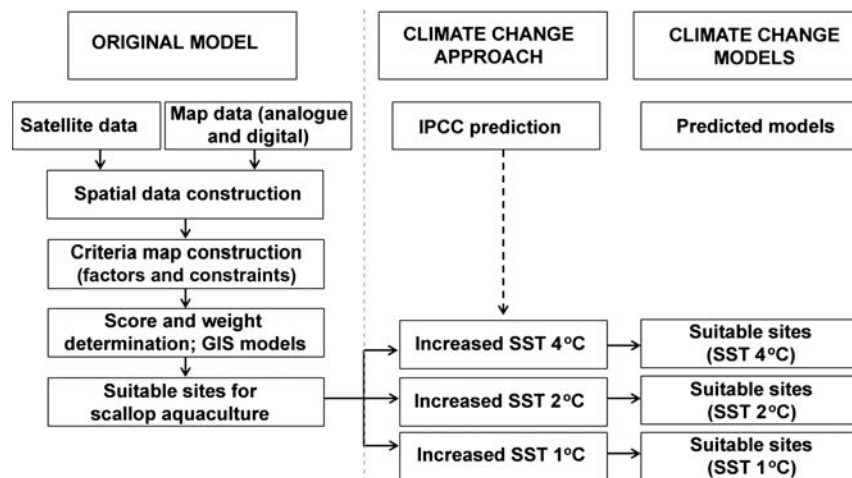 ORIGINAL MODEL
CLIMATE CHANGE
APPROACH
CLIMATE CHANGE
MODELS
Satellite data
Map data (analogue
and digital)
IPCC prediction
Predicted models
Spatial data construction
Criteria map construction
(factors and constraints)
Score and weight
determination; GIS models
Suitable sites for
scallop aquaculture
Increased SST 4°C
Suitable sites
(SST 4°C)
Increased SST 2°C
Suitable sites
(SST 2°C)
Increased SST 1°C
Suitable sites
(SST 1°C)